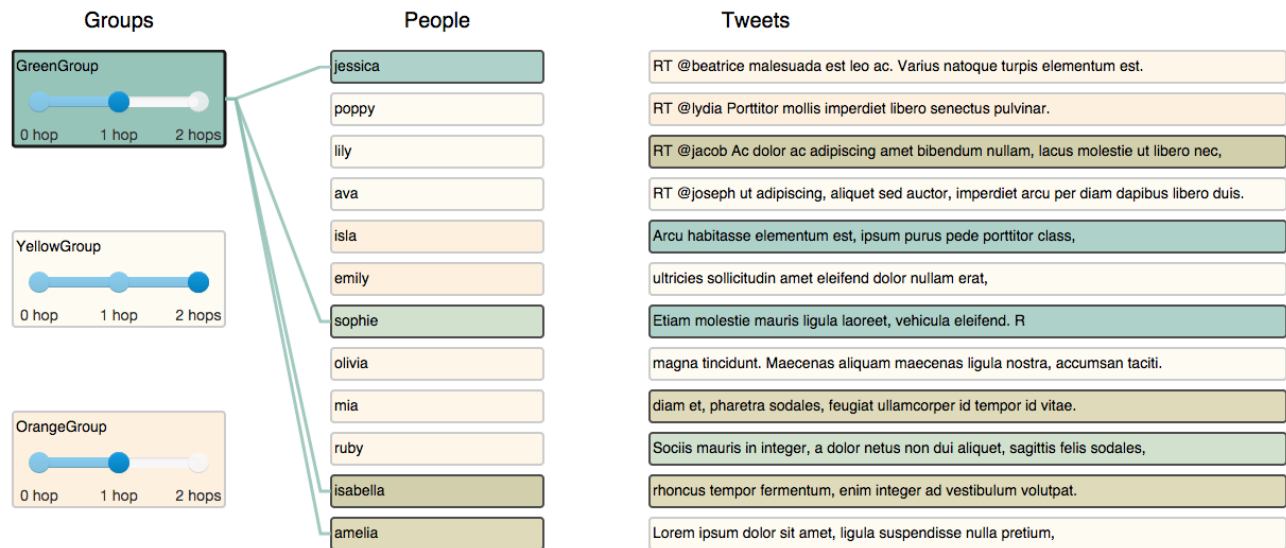 Groups
People
Tweets
GreenGroup
0 hop
1 hop
2 hops
YellowGroup
0 hop
1 hop
2 hops
OrangeGroup
0 hop
1 hop
2 hops
jessica
poppy
lily
ava
isla
emily
sophie
olivia
mia
ruby
isabella
amelia
RT @beatrice malesuada est leo ac. Varius natoque turpis elementum est.
RT @lydia Porttitor mollis imperdiet libero senectus pulvinar.
RT @jacob Ac dolor ac adipiscing amet bibendum nullam, lacus molestie ut libero nec,
RT @joseph ut adipiscing, aliquet sed auctor, imperdiet arcu per diam dapibus libero duis.
Arcu habitasse elementum est, ipsum purus pede porttitor class,
ultricies sollicitudin amet eleifend dolor nullam erat,
Etiam molestie mauris ligula laoreet, vehicula eleifend. R
magna tincidunt. Maecenas aliquam maecenas ligula nostra, accumsan taciti.
diam et, pharetra sodales, feugiat ullamcorper id tempor id vitae.
Sociis mauris in integer, a dolor netus non dui aliquet, sagittis felis sodales,
rhoncus tempor fermentum, enim integer ad vestibulum volutpat.
Lorem ipsum dolor sit amet, ligula suspendisse nulla pretium,